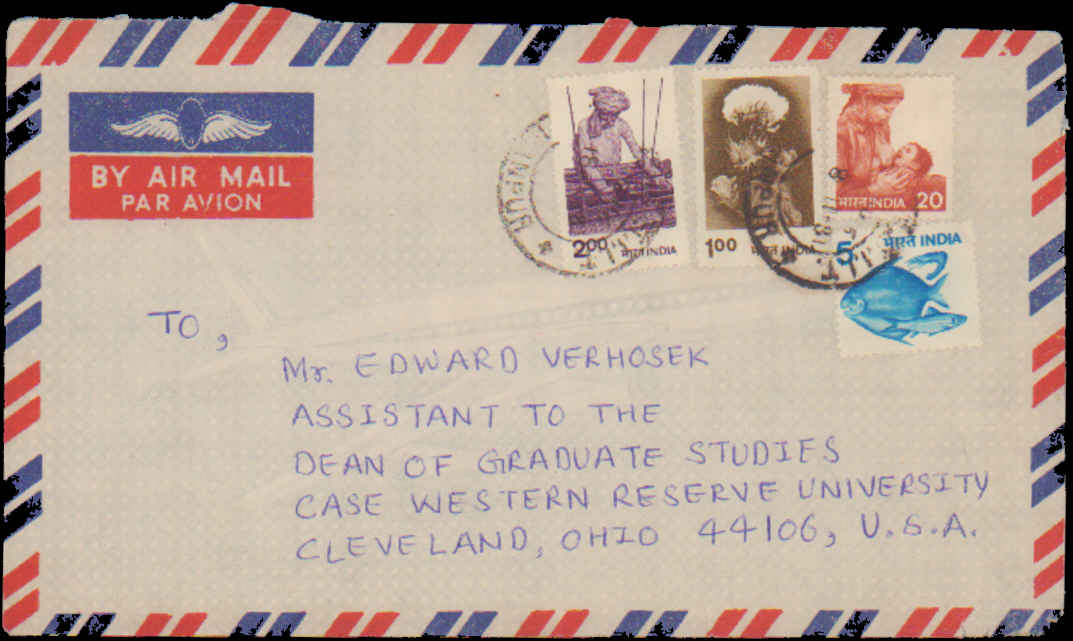 BY AIR MAIL
PAR AVION
2.00 भारत INDIA
1.00 भारत INDIA
भारत INDIA 20
5 भारत INDIA
I.I.T.
TO,
Mr. EDWARD VERHOSEK
ASSISTANT TO THE
DEAN OF GRADUATE STUDIES
CASE WESTERN RESERVE UNIVERSITY
CLEVELAND, OHIO 44106, U.S.A.